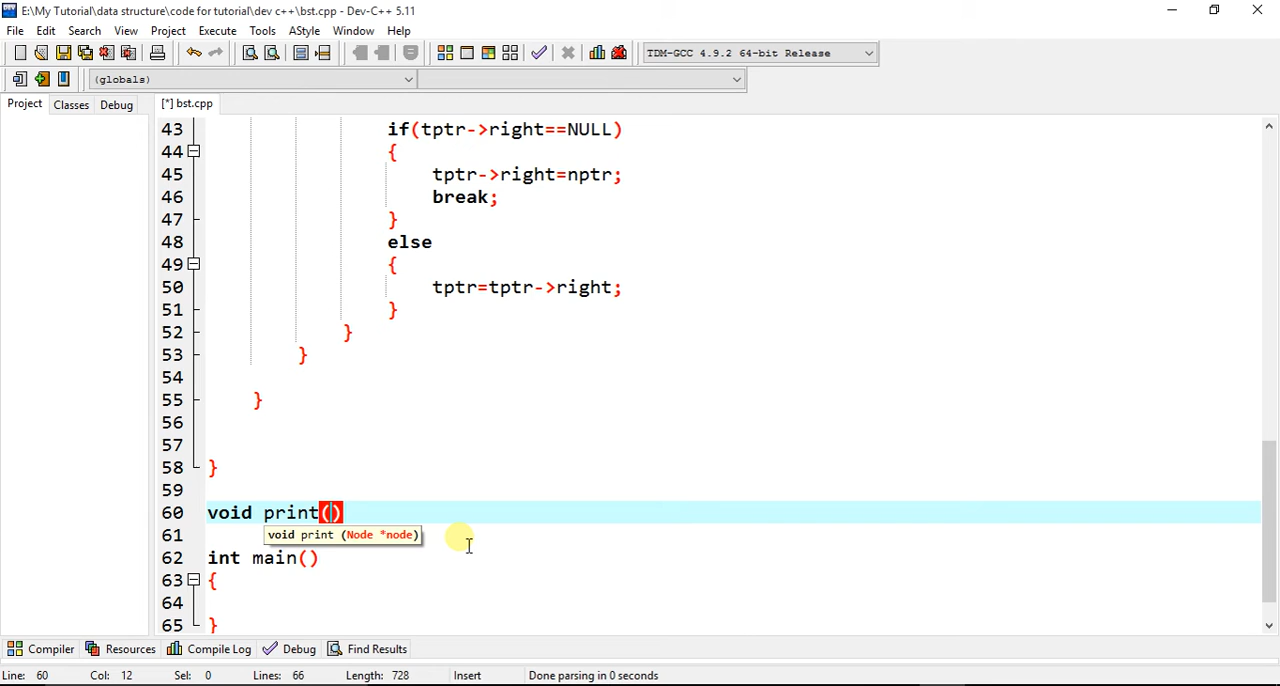 E:\My Tutorial\data structure\code for tutorial\dev c++\bst.cpp - Dev-C++ 5.11
File Edit Search View Project Execute Tools AStyle Window Help
TDM-GCC 4.9.2 64-bit Release
(globals)
Project Classes Debug [*] bst.cpp
43 if(tptr->right==NULL)
44 {
45 tptr->right=nptr;
46 break;
47 }
48 else
49 {
50 tptr=tptr->right;
51 }
52 }
53 }
54
55 }
56
57
58 }
59
60 void print()
61 void print (Node *node)
62 int main()
63 {
64
65 }
Compiler Resources Compile Log Debug Find Results
Line: 60 Col: 12 Sel: 0 Lines: 66 Length: 728 Insert Done parsing in 0 seconds